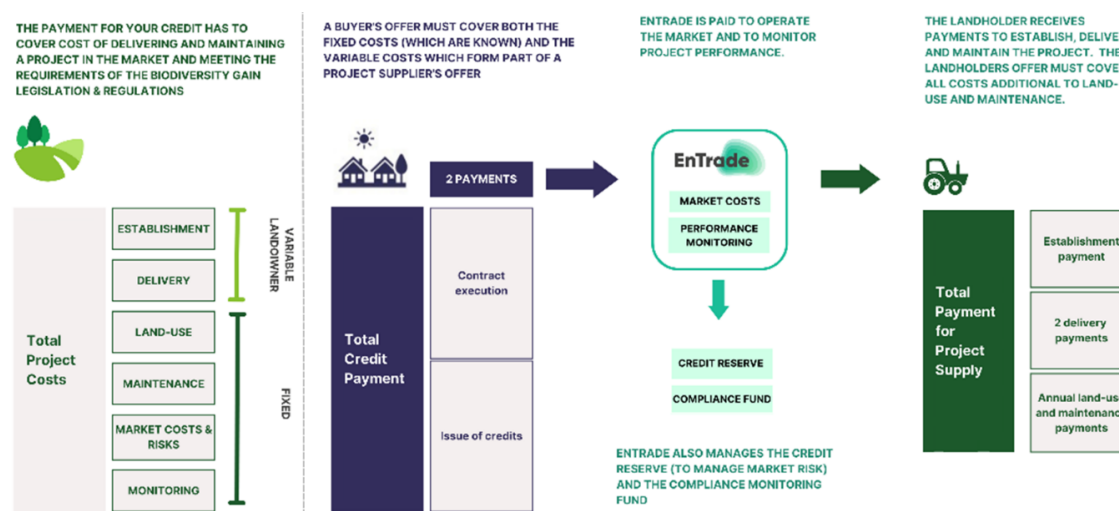 THE PAYMENT FOR YOUR CREDIT HAS TO
COVER COST OF DELIVERING AND MAINTAINING
A PROJECT IN THE MARKET AND MEETING THE
REQUIREMENTS OF THE BIODIVERSITY GAIN
LEGISLATION & REGULATIONS
Total
Project
Costs
ESTABLISHMENT
DELIVERY
LAND-USE
MAINTENANCE
MARKET COSTS &
RISKS
MONITORING
VARIABLE
LANDOIWNER
FIXED
A BUYER'S OFFER MUST COVER BOTH THE
FIXED COSTS (WHICH ARE KNOWN) AND THE
VARIABLE COSTS WHICH FORM PART OF A
PROJECT SUPPLIER'S OFFER
2 PAYMENTS
Total
Credit
Payment
Contract
execution
Issue of credits
ENTRADE IS PAID TO OPERATE
THE MARKET AND TO MONITOR
PROJECT PERFORMANCE.
EnTrade
MARKET COSTS
PERFORMANCE
MONITORING
CREDIT RESERVE
COMPLIANCE FUND
ENTRADE ALSO MANAGES THE CREDIT
RESERVE (TO MANAGE MARKET RISK)
AND THE COMPLIANCE MONITORING
FUND
THE LANDHOLDER RECEIVES
PAYMENTS TO ESTABLISH, DELIVE
AND MAINTAIN THE PROJECT. THE
LANDHOLDERS OFFER MUST COVE
ALL COSTS ADDITIONAL TO LAND-
USE AND MAINTENANCE.
Total
Payment
for
Project
Supply
Establishment
payment
2 delivery
payments
Annual land-us
and maintenanc
payments